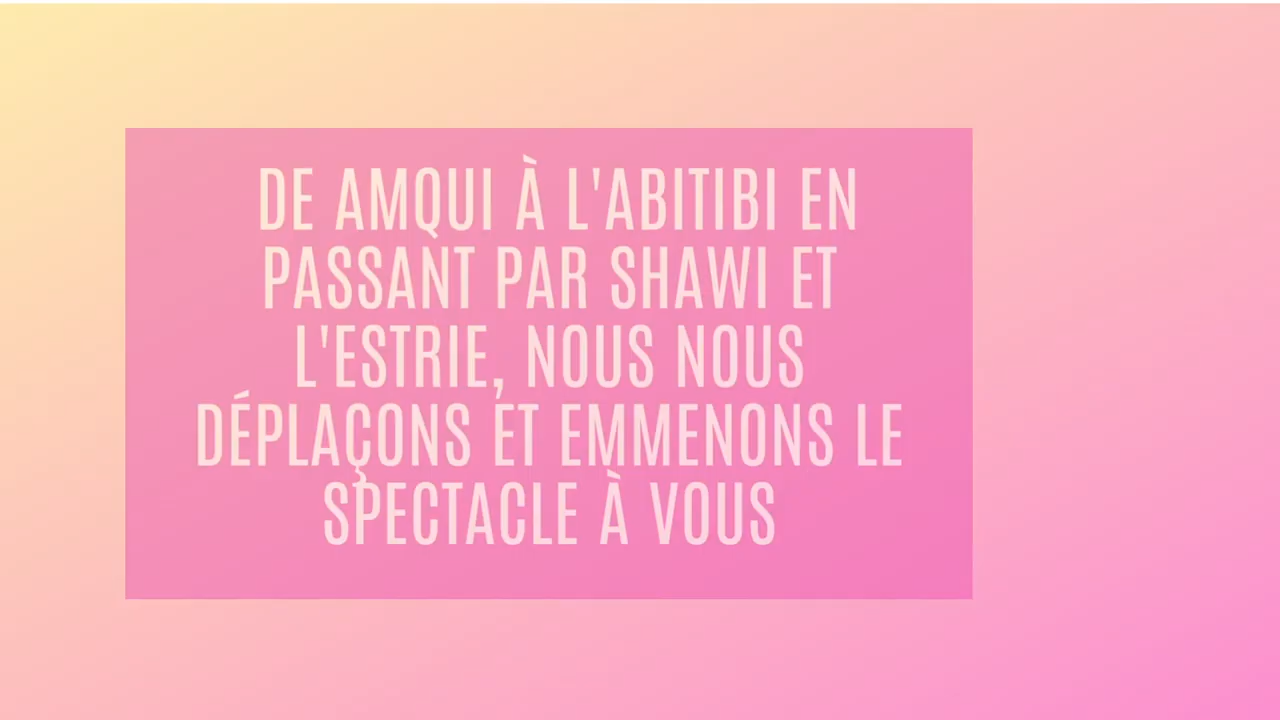 DE AMQUI À L'ABITIBI EN
PASSANT PAR SHAWI ET
L'ESTRIE, NOUS NOUS
DÉPLAÇONS ET EMMENONS LE
SPECTACLE À VOUS